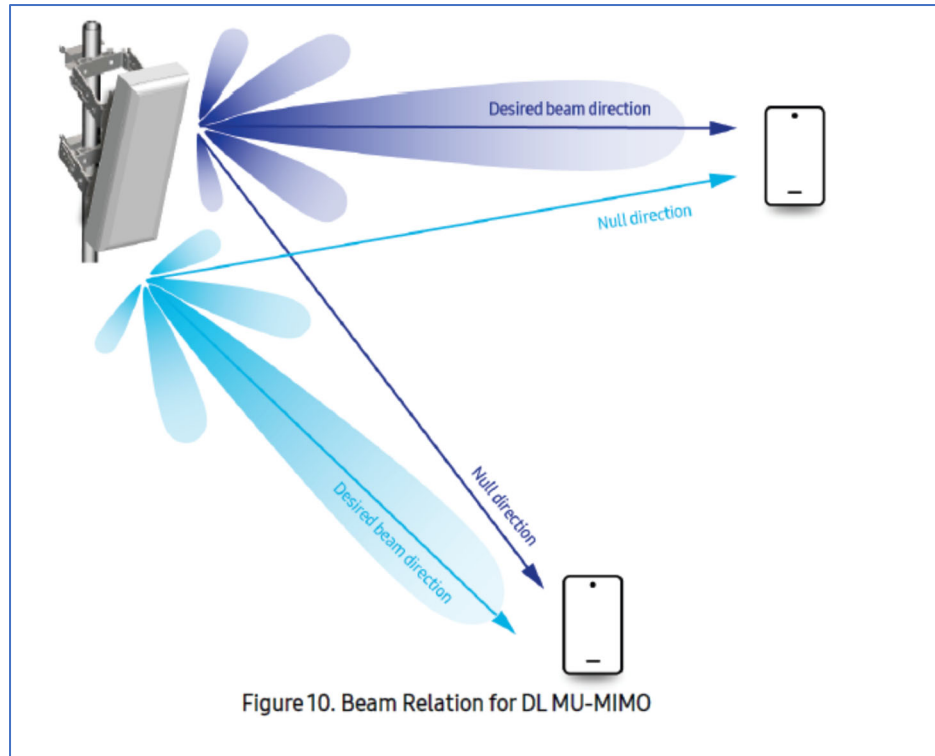 Desired beam direction
Null direction
Null direction
Desired beam direction
Figure 10. Beam Relation for DL MU-MIMO